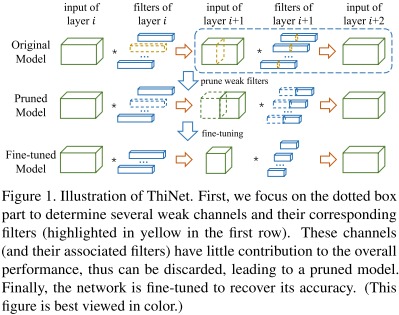 input of filters of input of filters of input of
layer i layer i layer i+1 layer i+1 layer i+2
Original
Model
* ... * ...
prune weak filters
Pruned
Model
* ... * ...
fine-tuning
Fine-tuned
Model
* ... * ...
Figure 1. Illustration of ThiNet. First, we focus on the dotted box
part to determine several weak channels and their corresponding
filters (highlighted in yellow in the first row). These channels
(and their associated filters) have little contribution to the overall
performance, thus can be discarded, leading to a pruned model.
Finally, the network is fine-tuned to recover its accuracy. (This
figure is best viewed in color.)